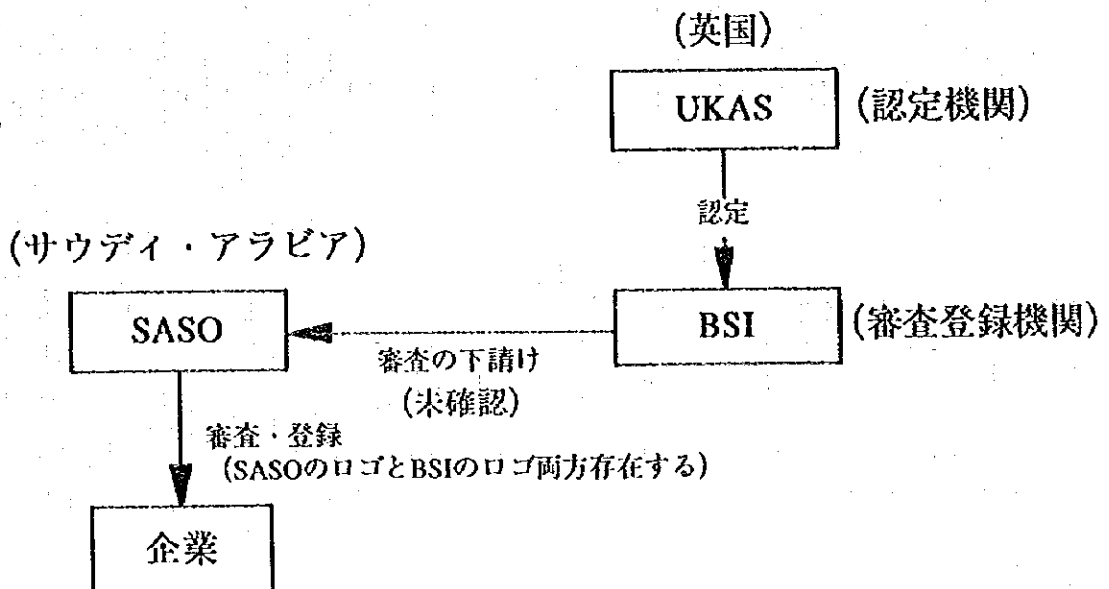 (英国)
UKAS (認定機関)
認定
(サウディ・アラビア)
SASO
BSI (審査登録機関)
審査の下請け
(未確認)
審査・登録
(SASOのロゴとBSIのロゴ両方存在する)
企業